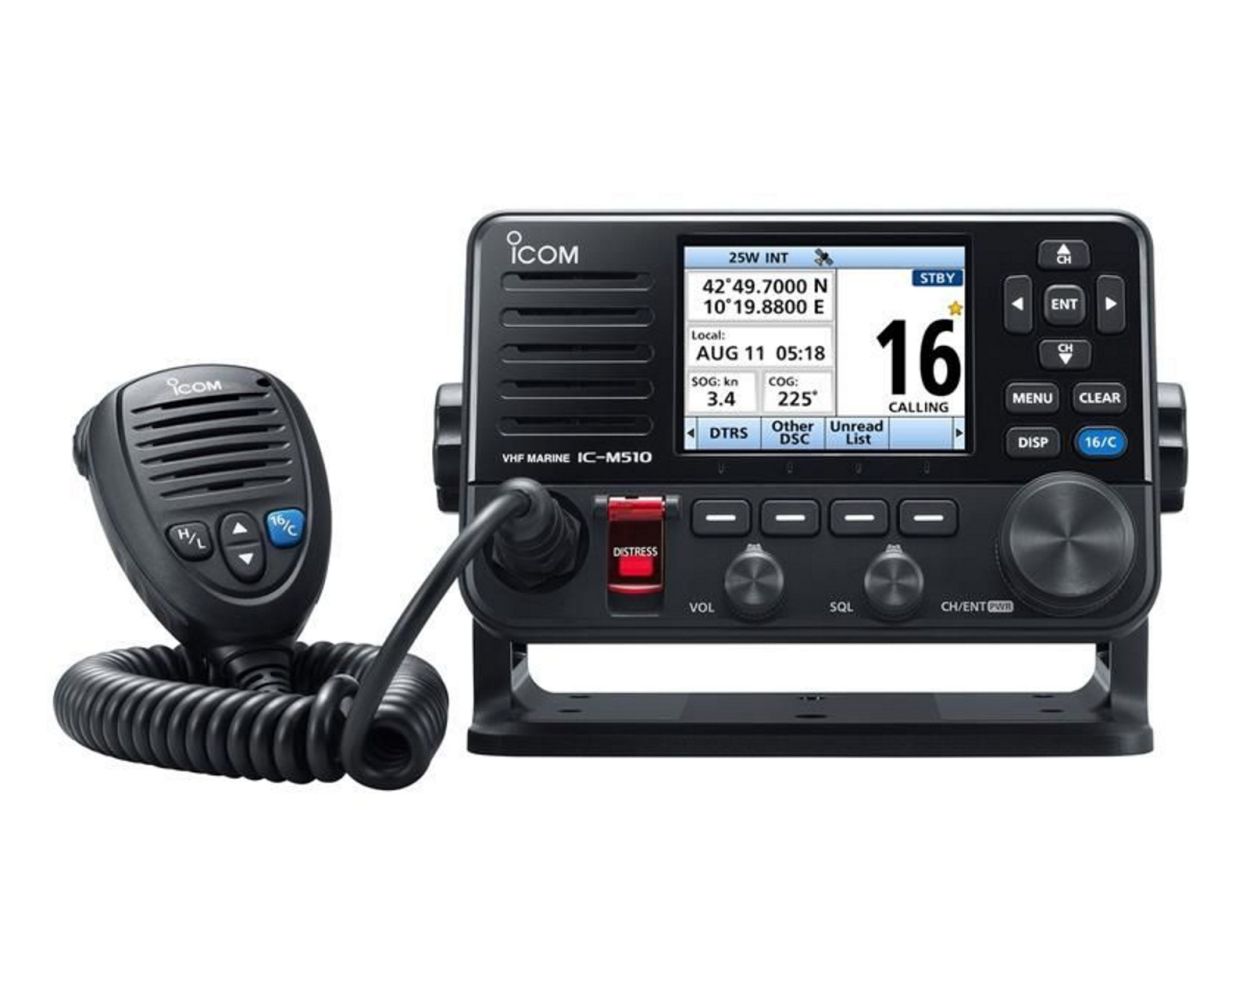 ICOM
25W INT
STBY
42°49.7000 N
10°19.8800 E
Local:
AUG 11 05:18
SOG: kn
3.4
COG:
225°
16
CALLING
DTRS
Other
DSC
Unread
List
VHF MARINE IC-M510
CH
ENT
CH
MENU
CLEAR
DISP
16/C
DISTRESS
VOL
SQL
CH/ENT PWR
ICOM
H/L
16/C